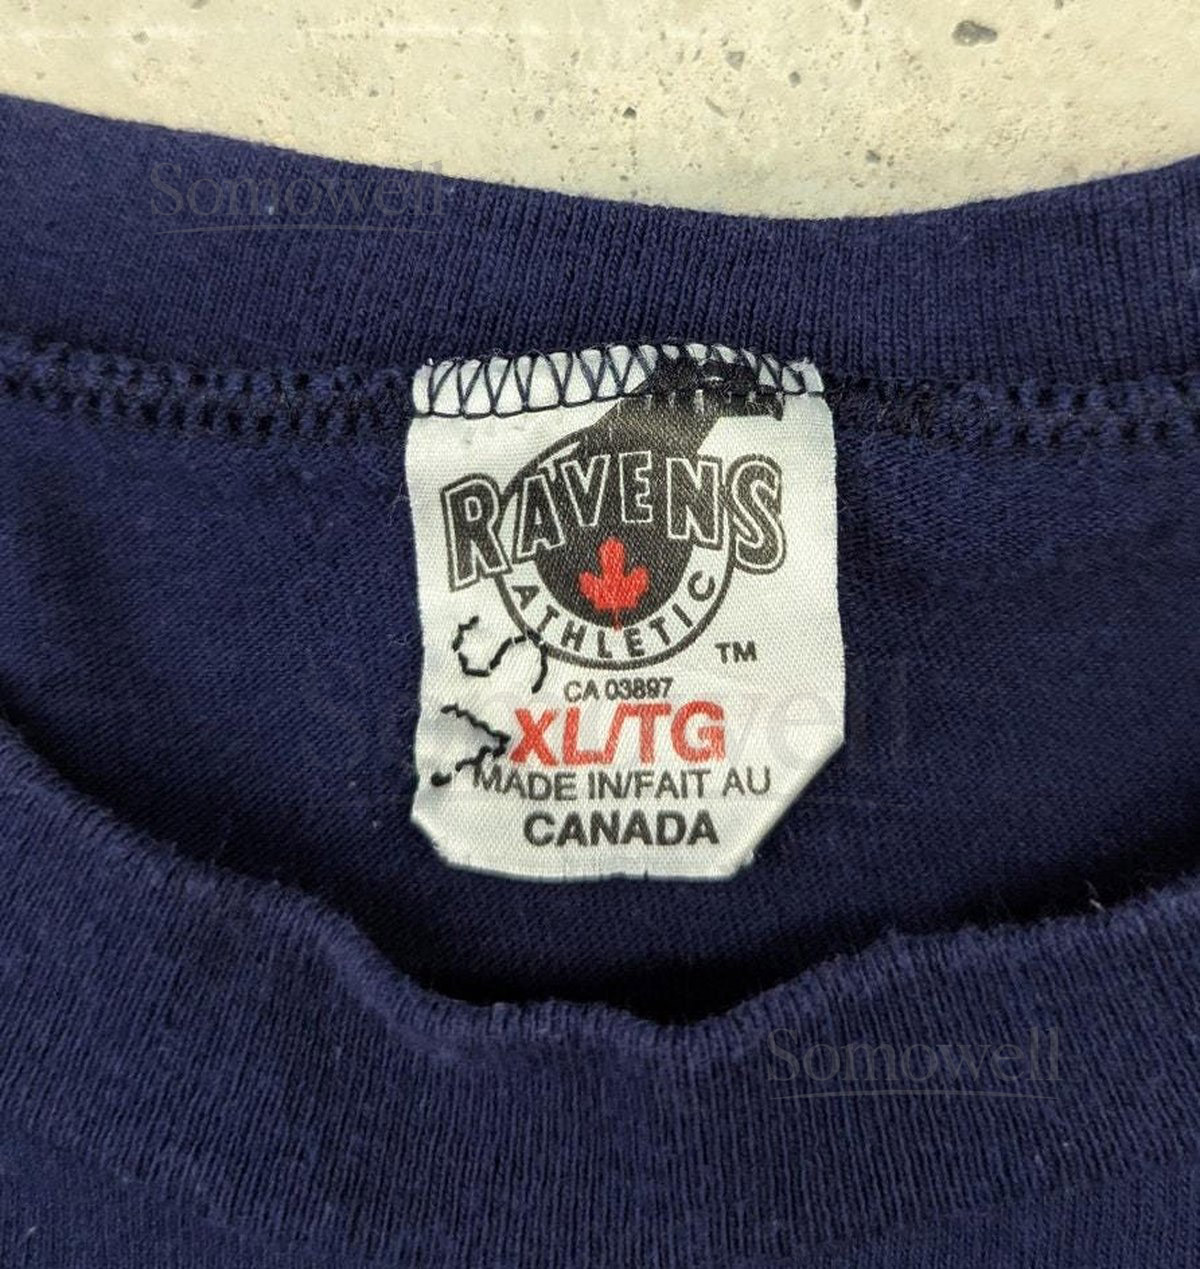 Somowell
RAVENS
ATHLETIC
TM
CA 03897
XL/TG
MADE IN/FAIT AU
CANADA
Somowell